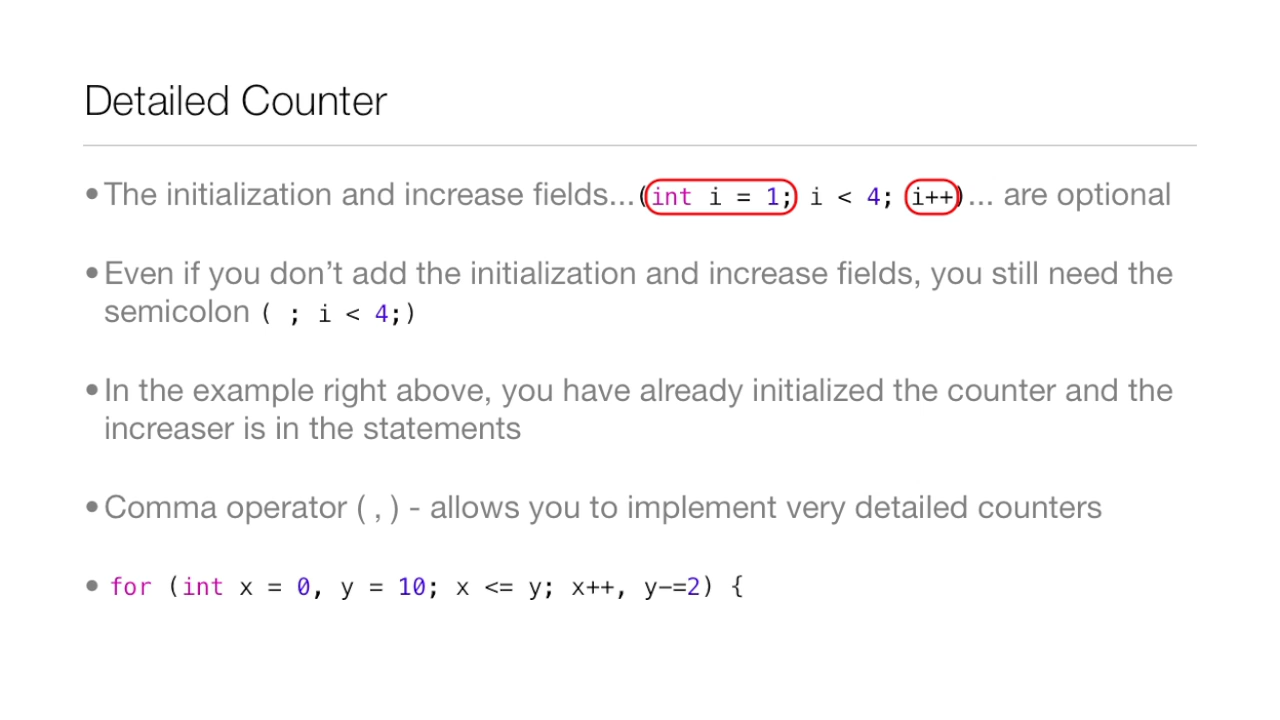 Detailed Counter
• The initialization and increase fields...(int i = 1; i < 4; i++)... are optional
• Even if you don’t add the initialization and increase fields, you still need the
semicolon ( ; i < 4;)
• In the example right above, you have already initialized the counter and the
increaser is in the statements
• Comma operator ( , ) - allows you to implement very detailed counters
• for (int x = 0, y = 10; x <= y; x++, y-=2) {